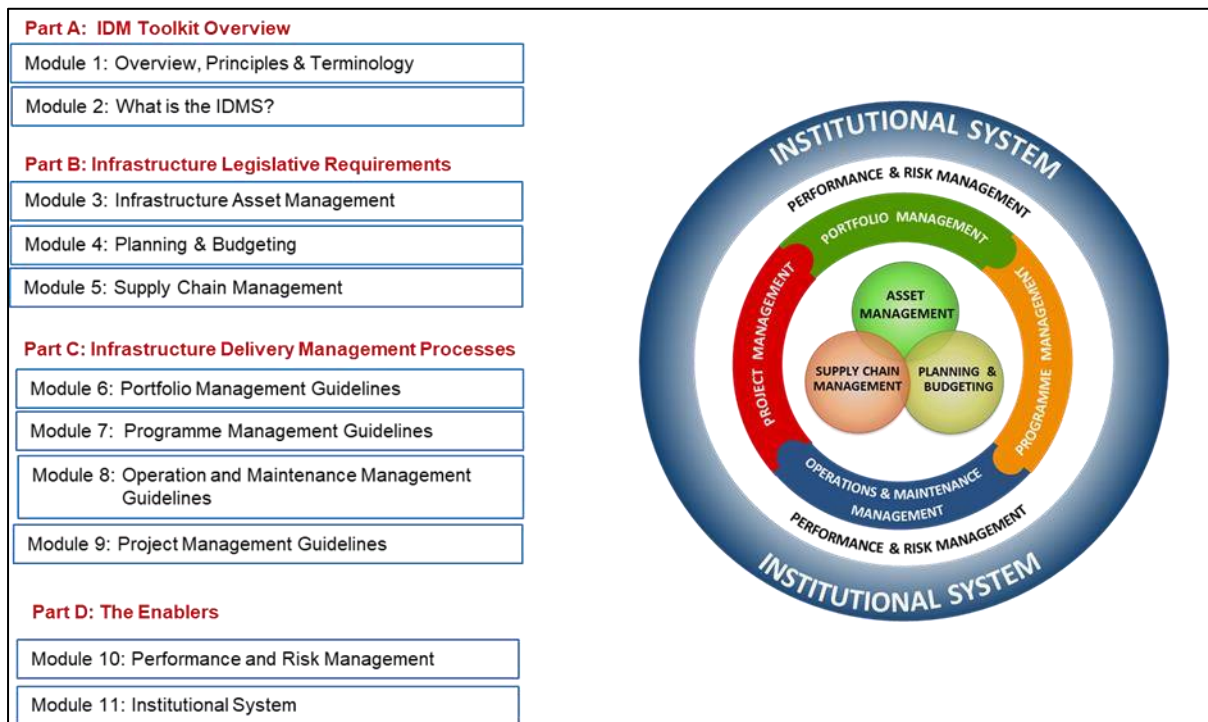 Part A: IDM Toolkit Overview
Module 1: Overview, Principles & Terminology
Module 2: What is the IDMS?
Part B: Infrastructure Legislative Requirements
Module 3: Infrastructure Asset Management
Module 4: Planning & Budgeting
Module 5: Supply Chain Management
Part C: Infrastructure Delivery Management Processes
Module 6: Portfolio Management Guidelines
Module 7: Programme Management Guidelines
Module 8: Operation and Maintenance Management
Guidelines
Module 9: Project Management Guidelines
Part D: The Enablers
Module 10: Performance and Risk Management
Module 11: Institutional System
INSTITUTIONAL SYSTEM
PERFORMANCE & RISK MANAGEMENT
PORTFOLIO MANAGEMENT
PROJECT MANAGEMENT
PROGRAMME MANAGEMENT
ASSET
MANAGEMENT
SUPPLY CHAIN
MANAGEMENT
PLANNING &
BUDGETING
OPERATIONS & MAINTENANCE
MANAGEMENT
PERFORMANCE & RISK MANAGEMENT
INSTITUTIONAL SYSTEM